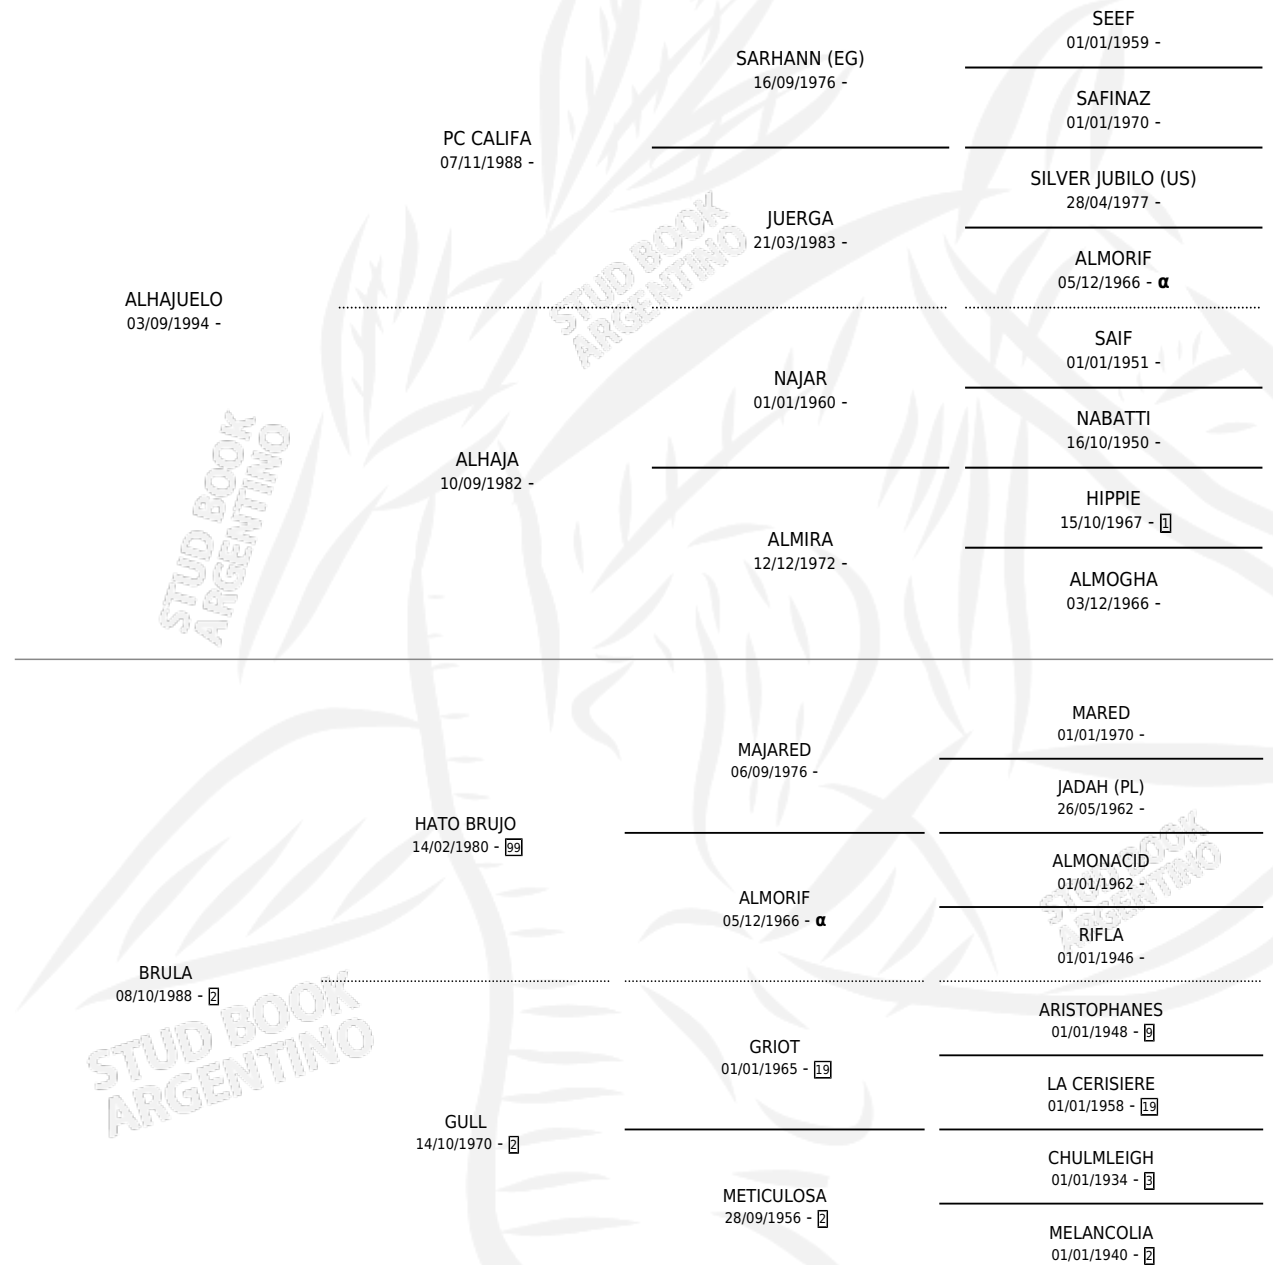 SEEF
01/01/1959 -
SARHANN (EG)
16/09/1976 -
SAFINAZ
01/01/1970 -
PC CALIFA
07/11/1988 -
SILVER JUBILO (US)
28/04/1977 -
JUERGA
21/03/1983 -
ALMORIF
05/12/1966 - α
ALHAJUELO
03/09/1994 -
STUD BOOK
ARGENTINO
SAIF
01/01/1951 -
NAJAR
01/01/1960 -
NABATTI
16/10/1950 -
ALHAJA
10/09/1982 -
HIPPIE
15/10/1967 - 1
ALMIRA
12/12/1972 -
ALMOGHA
03/12/1966 -
STUD BOOK
ARGENTINO
MARED
01/01/1970 -
MAJARED
06/09/1976 -
JADAH (PL)
26/05/1962 -
HATO BRUJO
14/02/1980 - 99
ALMONACID
01/01/1962 -
ALMORIF
05/12/1966 - α
RIFLA
01/01/1946 -
STUD BOOK
ARGENTINO
BRULA
08/10/1988 - 2
STUD BOOK
ARGENTINO
ARISTOPHANES
01/01/1948 - 9
GRIOT
01/01/1965 - 19
LA CERISIERE
01/01/1958 - 19
GULL
14/10/1970 - 2
CHULMLEIGH
01/01/1934 - 3
METICULOSA
28/09/1956 - 2
MELANCOLIA
01/01/1940 - 2